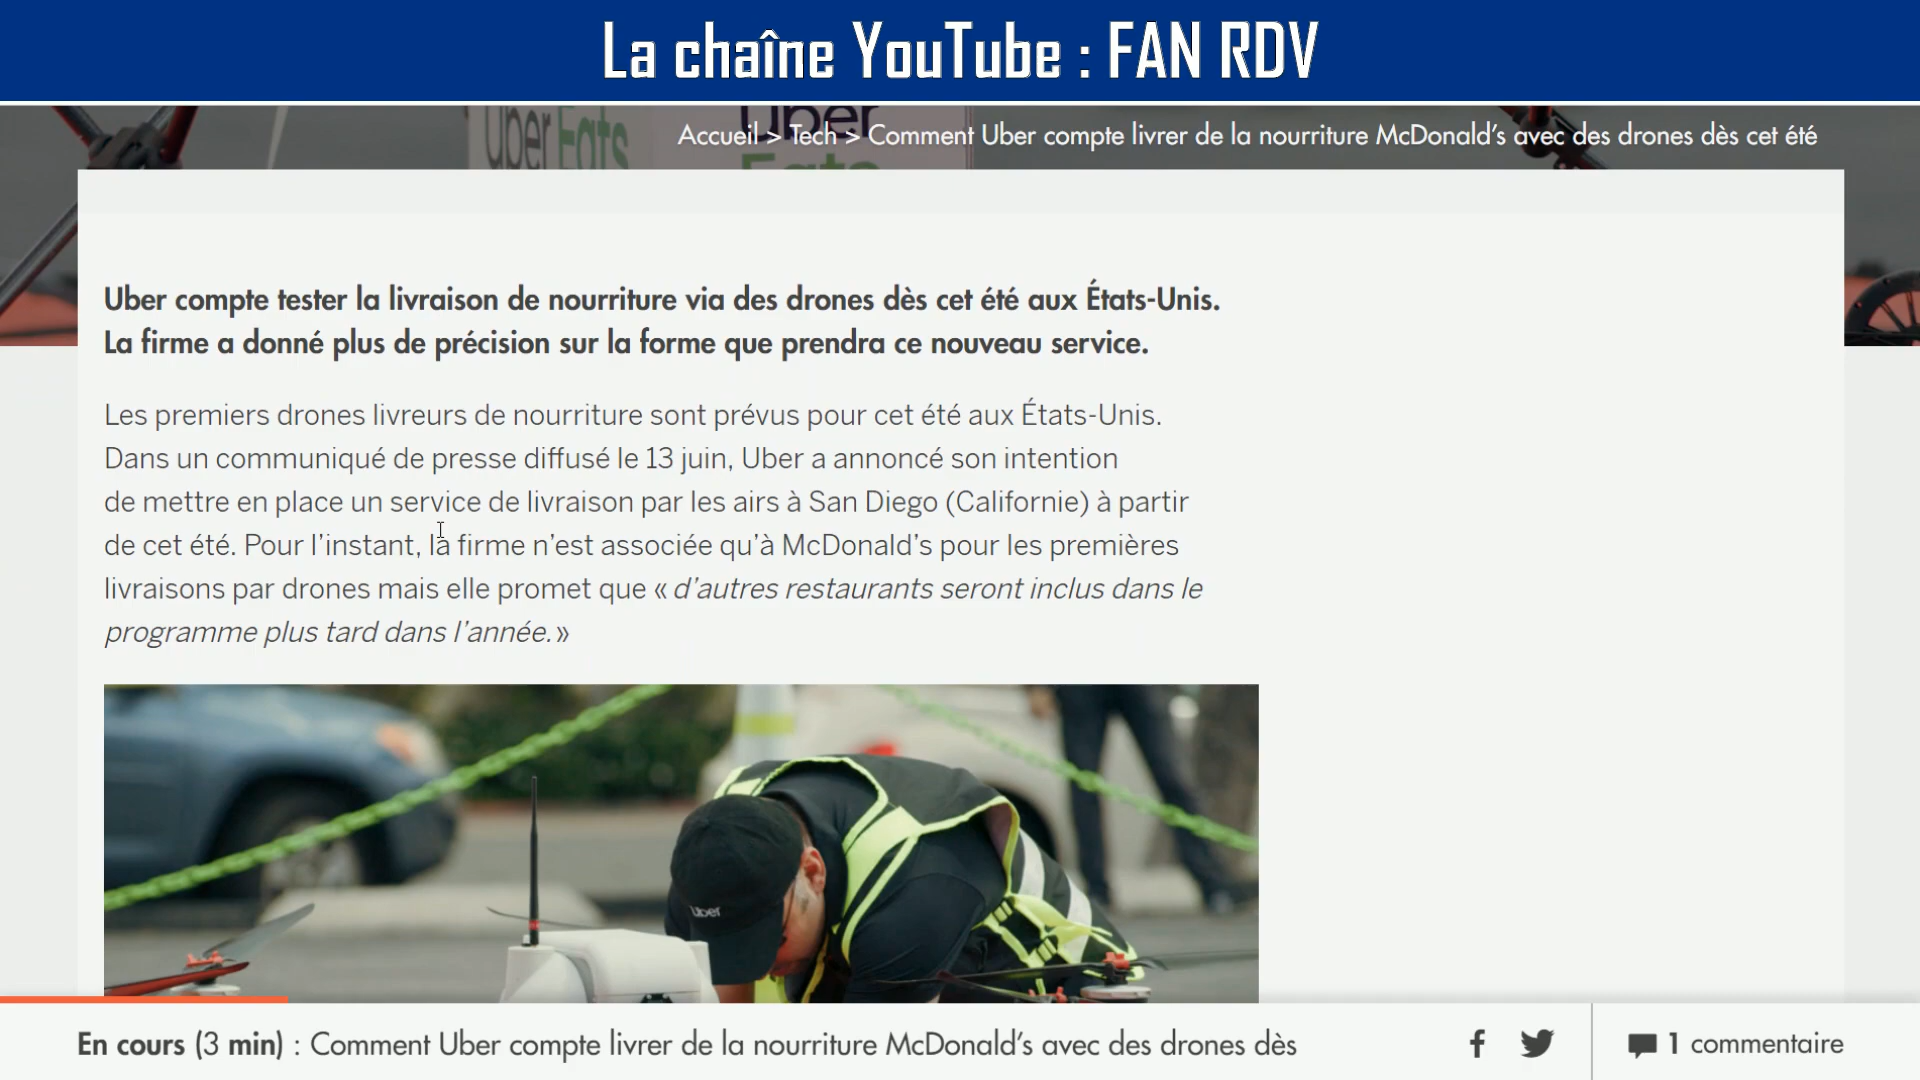 La chaîne YouTube : FAN RDV
Uber Eats
Uber
Eats
Accueil > Tech > Comment Uber compte livrer de la nourriture McDonald's avec des drones dès cet été
Uber compte tester la livraison de nourriture via des drones dès cet été aux États-Unis.
La firme a donné plus de précision sur la forme que prendra ce nouveau service.
Les premiers drones livreurs de nourriture sont prévus pour cet été aux États-Unis.
Dans un communiqué de presse diffusé le 13 juin, Uber a annoncé son intention
de mettre en place un service de livraison par les airs à San Diego (Californie) à partir
de cet été. Pour l'instant, la firme n'est associée qu'à McDonald's pour les premières
livraisons par drones mais elle promet que « d'autres restaurants seront inclus dans le
programme plus tard dans l'année. »
Uber
En cours (3 min) : Comment Uber compte livrer de la nourriture McDonald's avec des drones dès
1 commentaire